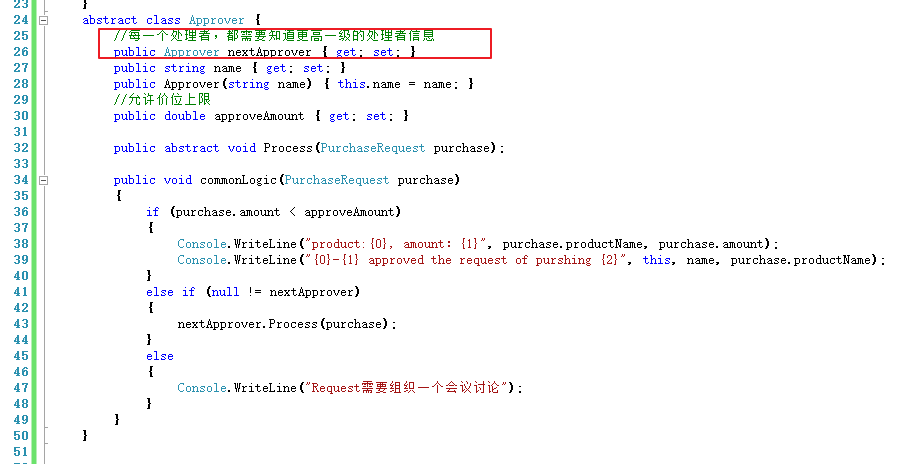 23 }
24 abstract class Approver {
25 //每一个处理者，都需要知道更高一级的处理者信息
26 public Approver nextApprover { get; set; }
27 public string name { get; set; }
28 public Approver(string name) { this.name = name; }
29 //允许价位上限
30 public double approveAmount { get; set; }
31
32 public abstract void Process(PurchaseRequest purchase);
33
34 public void commonLogic(PurchaseRequest purchase)
35 {
36 if (purchase.amount < approveAmount)
37 {
38 Console.WriteLine("product:{0}, amount: {1}", purchase.productName, purchase.amount);
39 Console.WriteLine("{0}-{1} approved the request of purshing {2}", this, name, purchase.productName);
40 }
41 else if (null != nextApprover)
42 {
43 nextApprover.Process(purchase);
44 }
45 else
46 {
47 Console.WriteLine("Request需要组织一个会议讨论");
48 }
49 }
50 }
51